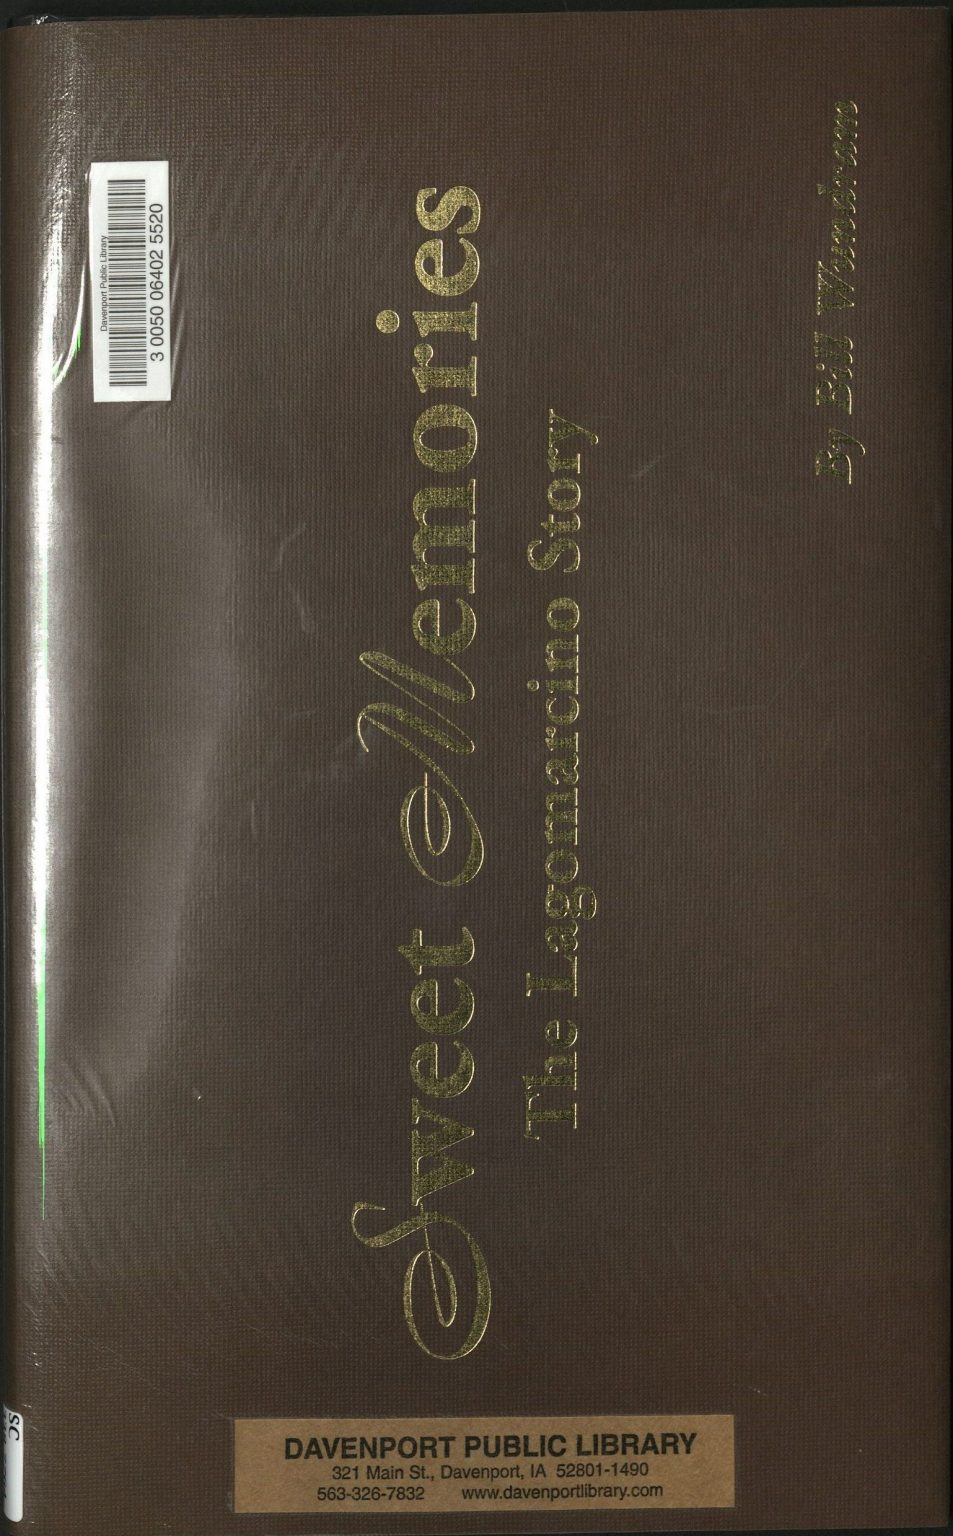 Sweet Memories
The Lagomarcino Story
By Bill Wundram
Davenport Public Library
3 0050 06402 5520
DAVENPORT PUBLIC LIBRARY
321 Main St., Davenport, IA 52801-1490
563-326-7832 www.davenportlibrary.com
SC